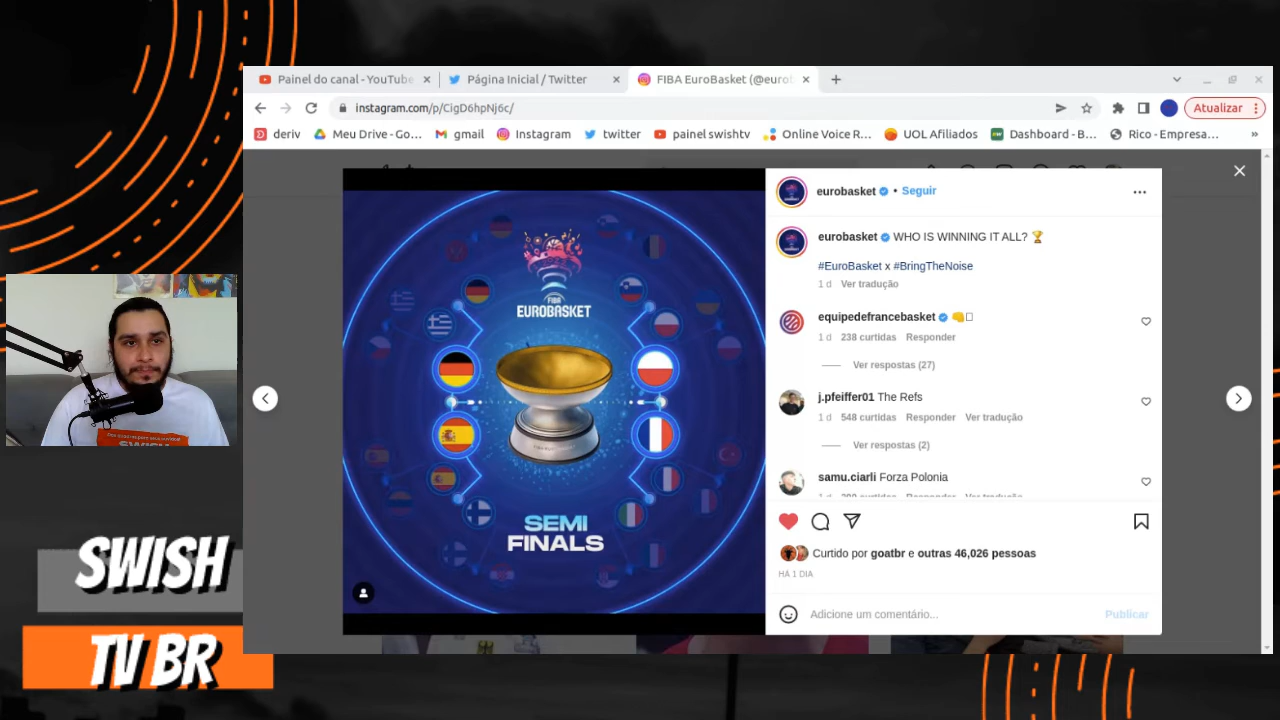 Painel do canal - YouTube
Página Inicial / Twitter
FIBA EuroBasket (@eurob
instagram.com/p/CigD6hpNj6c/
Atualizar
deriv
Meu Drive - Go...
gmail
Instagram
twitter
painel swishtv
Online Voice R...
UOL Afiliados
Dashboard - B...
Rico - Empresa...
»
FIBA
EUROBASKET
SEMI
FINALS
eurobasket • Seguir
eurobasket WHO IS WINNING IT ALL? 🏆
#EuroBasket x #BringTheNoise
1 d Ver tradução
equipedefrancebasket 👊
1 d 238 curtidas Responder
Ver respostas (27)
j.pfeiffer01 The Refs
1 d 548 curtidas Responder Ver tradução
Ver respostas (2)
samu.ciarli Forza Polonia
Curtido por goatbr e outras 46,026 pessoas
HÁ 1 DIA
Adicione um comentário...
Publicar
SWISH
SWISH
TV BR